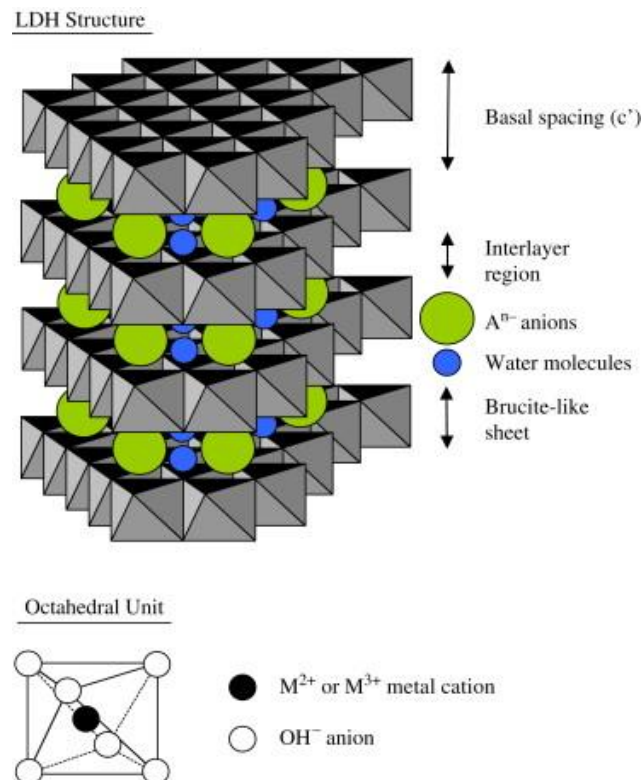 LDH Structure
Basal spacing (c’)
Interlayer
region
Aⁿ⁻ anions
Water molecules
Brucite-like
sheet
Octahedral Unit
M²⁺ or M³⁺ metal cation
OH⁻ anion